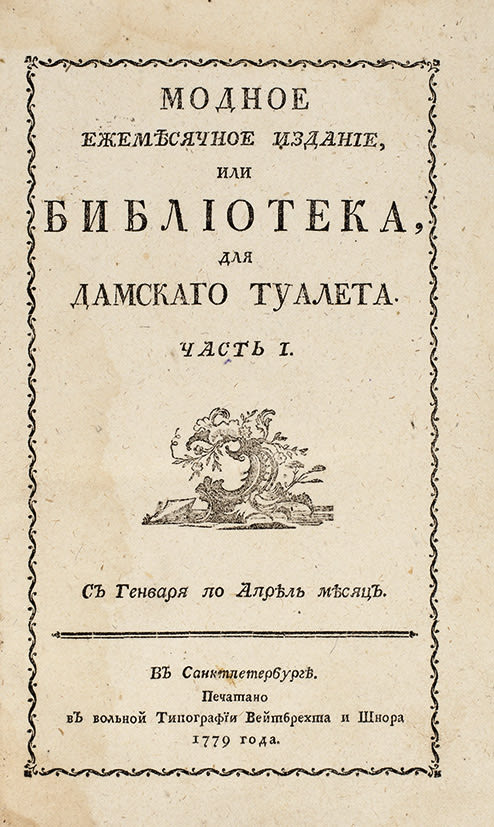 МОДНОЕ
ЕЖЕМѢСЯЧНОЕ ИЗДАНІЕ,
ИЛИ
БИБЛІОТЕКА,
ДЛЯ
ДАМСКАГО ТУАЛЕТА.
ЧАСТЬ I.
Съ Генваря по Апрѣль мѣсяцъ.
Въ Санктпетербургѣ.
Печатано
въ вольной Типографїи Вейтбрехта и Шнора
1779 года.